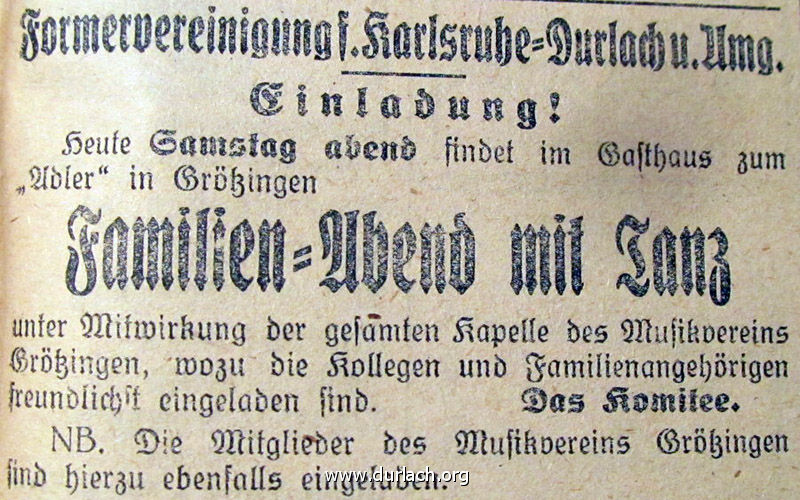 Formervereinigung f. Karlsruhe-Durlach u. Umg.
Einladung!
Heute Samstag abend findet im Gasthaus zum
„Adler“ in Grötzingen
Familien-Abend mit Tanz
unter Mitwirkung der gesamten Kapelle des Musikvereins
Grötzingen, wozu die Kollegen und Familienangehörigen
freundlichst eingeladen sind. Das Komitee.
NB. Die Mitglieder des Musikvereins Grötzingen
sind hierzu ebenfalls eingeladen.
www.durlach.org